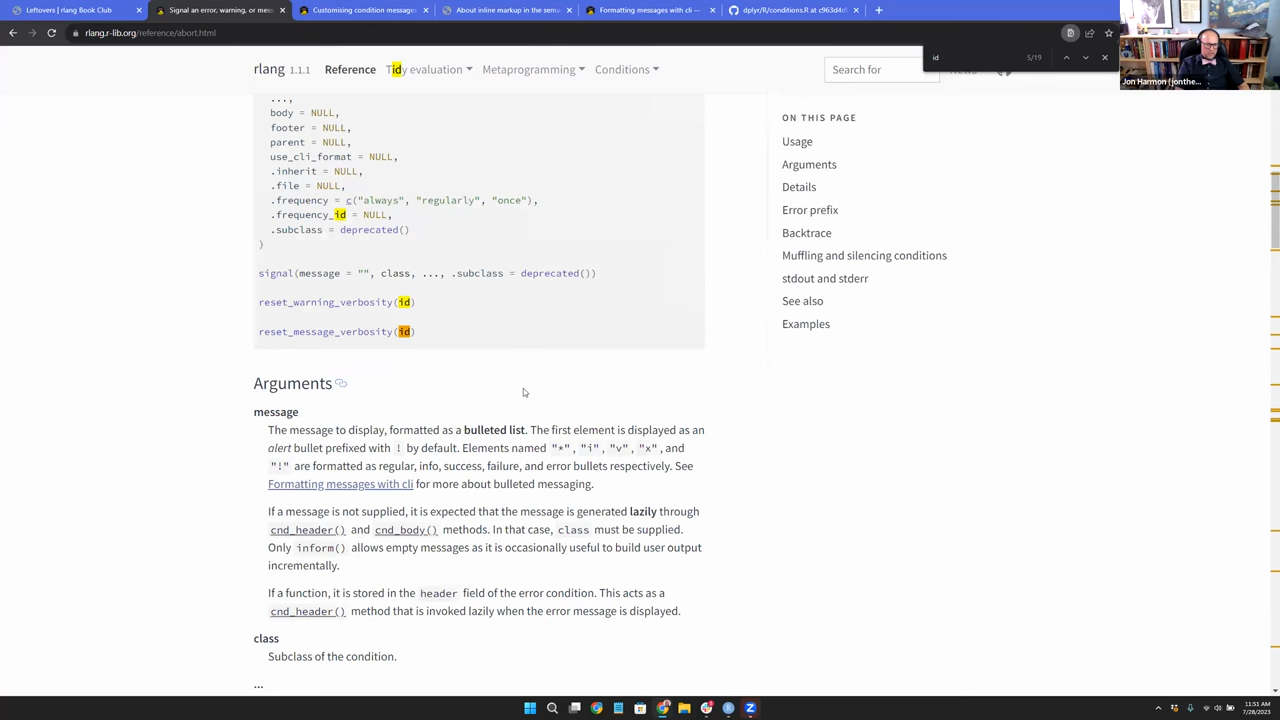 Leftovers | rlang Book Club
Signal an error, warning, or mess
Customising condition messages
About inline markup in the sema
Formatting messages with cli —
dplyr/R/conditions.R at c963d4d
rlang.r-lib.org/reference/abort.html
id
5/19
rlang 1.1.1 Reference Tidy evaluation Metaprogramming Conditions
Search for
Jon Harmon (jonthe...
...,
body = NULL,
footer = NULL,
parent = NULL,
use_cli_format = NULL,
.inherit = NULL,
.file = NULL,
.frequency = c("always", "regularly", "once"),
.frequency_id = NULL,
.subclass = deprecated()
)
signal(message = "", class, ..., .subclass = deprecated())
reset_warning_verbosity(id)
reset_message_verbosity(id)
Arguments
message
The message to display, formatted as a bulleted list. The first element is displayed as an
alert bullet prefixed with ! by default. Elements named "*", "i", "v", "x", and
"!" are formatted as regular, info, success, failure, and error bullets respectively. See
Formatting messages with cli for more about bulleted messaging.
If a message is not supplied, it is expected that the message is generated lazily through
cnd_header() and cnd_body() methods. In that case, class must be supplied.
Only inform() allows empty messages as it is occasionally useful to build user output
incrementally.
If a function, it is stored in the header field of the error condition. This acts as a
cnd_header() method that is invoked lazily when the error message is displayed.
class
Subclass of the condition.
...
ON THIS PAGE
Usage
Arguments
Details
Error prefix
Backtrace
Muffling and silencing conditions
stdout and stderr
See also
Examples
11:51 AM
7/28/2023